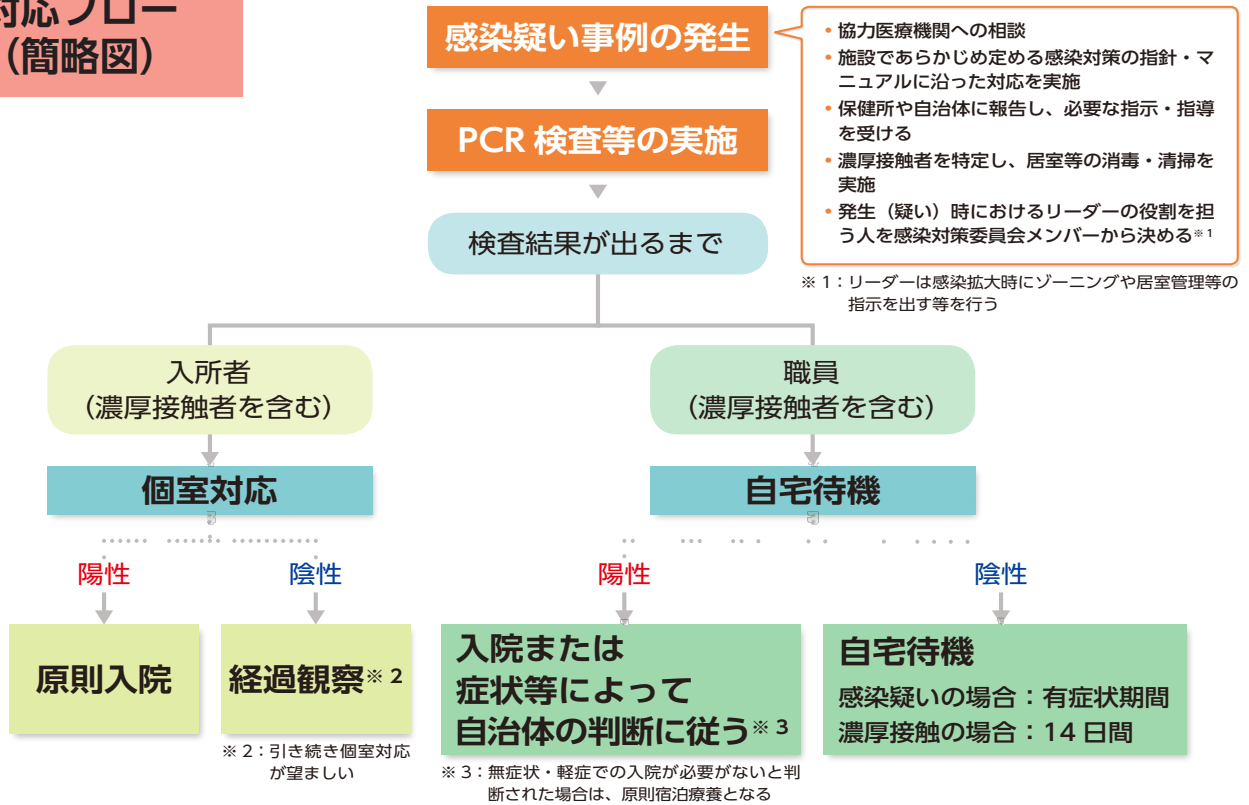 対応フロー
（簡略図）
感染疑い事例の発生
• 協力医療機関への相談
• 施設であらかじめ定める感染対策の指針・マ
ニュアルに沿った対応を実施
• 保健所や自治体に報告し、必要な指示・指導
を受ける
• 濃厚接触者を特定し、居室等の消毒・清掃を
実施
• 発生（疑い）時におけるリーダーの役割を担
う人を感染対策委員会メンバーから決める※1
※1：リーダーは感染拡大時にゾーニングや居室管理等の
指示を出す等を行う
PCR 検査等の実施
検査結果が出るまで
入所者
（濃厚接触者を含む）
個室対応
陽性
原則入院
陰性
経過観察※2
※2：引き続き個室対応
が望ましい
職員
（濃厚接触者を含む）
自宅待機
陽性
入院または
症状等によって
自治体の判断に従う※3
※3：無症状・軽症での入院が必要がないと判
断された場合は、原則宿泊療養となる
陰性
自宅待機
感染疑いの場合：有症状期間
濃厚接触の場合：14 日間